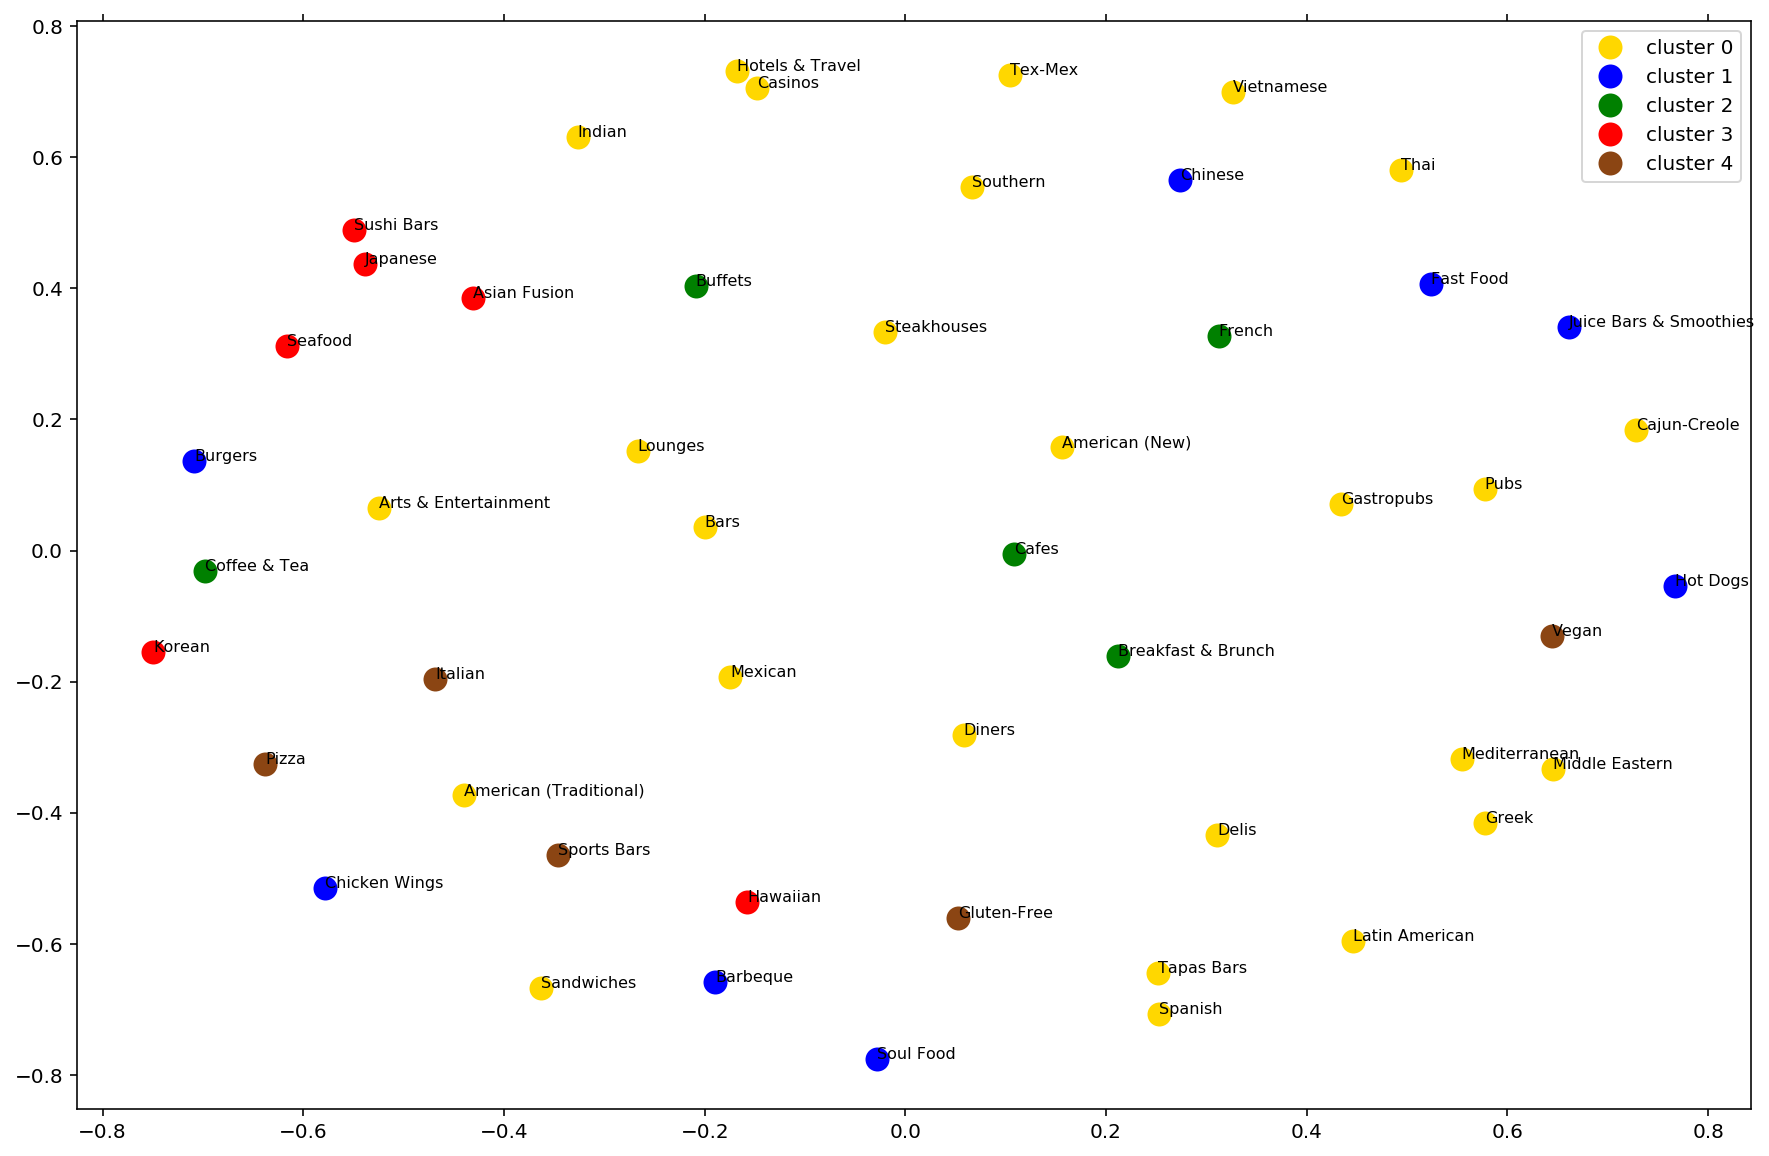 0.8
0.6
0.4
0.2
0.0
−0.2
−0.4
−0.6
−0.8
−0.8 −0.6 −0.4 −0.2 0.0 0.2 0.4 0.6 0.8
cluster 0
cluster 1
cluster 2
cluster 3
cluster 4
Hotels & Travel
Tex-Mex
Casinos
Vietnamese
Indian
Thai
Southern
Chinese
Sushi Bars
Japanese
Asian Fusion
Buffets
Fast Food
Seafood
Steakhouses
French
Juice Bars & Smoothies
Cajun-Creole
Burgers
Lounges
American (New)
Arts & Entertainment
Pubs
Gastropubs
Bars
Coffee & Tea
Cafes
Hot Dogs
Vegan
Korean
Breakfast & Brunch
Italian
Mexican
Diners
Pizza
Mediterranean
Middle Eastern
American (Traditional)
Greek
Delis
Sports Bars
Chicken Wings
Hawaiian
Gluten-Free
Latin American
Tapas Bars
Barbeque
Sandwiches
Spanish
Soul Food